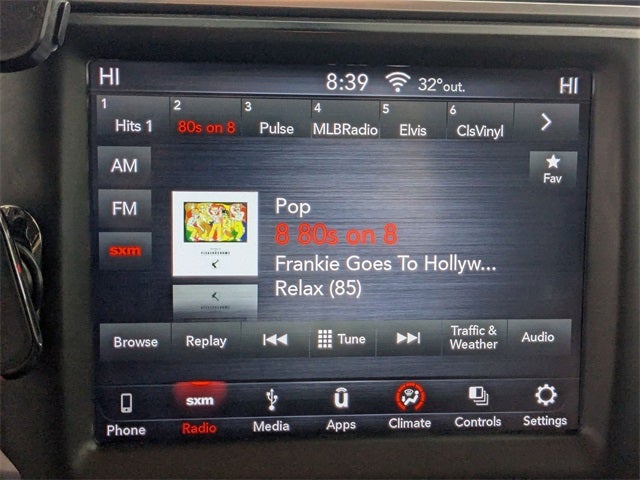 HI 8:39 32° out. HI
1 2 3 4 5 6
Hits 1 80s on 8 Pulse MLBRadio Elvis ClsVinyl
AM
Fav
FM
Pop
sxm
8 80s on 8
Frankie Goes To Hollyw...
Relax (85)
Browse Replay Tune Traffic & Weather Audio
sxm
Phone Radio Media Apps Climate Controls Settings